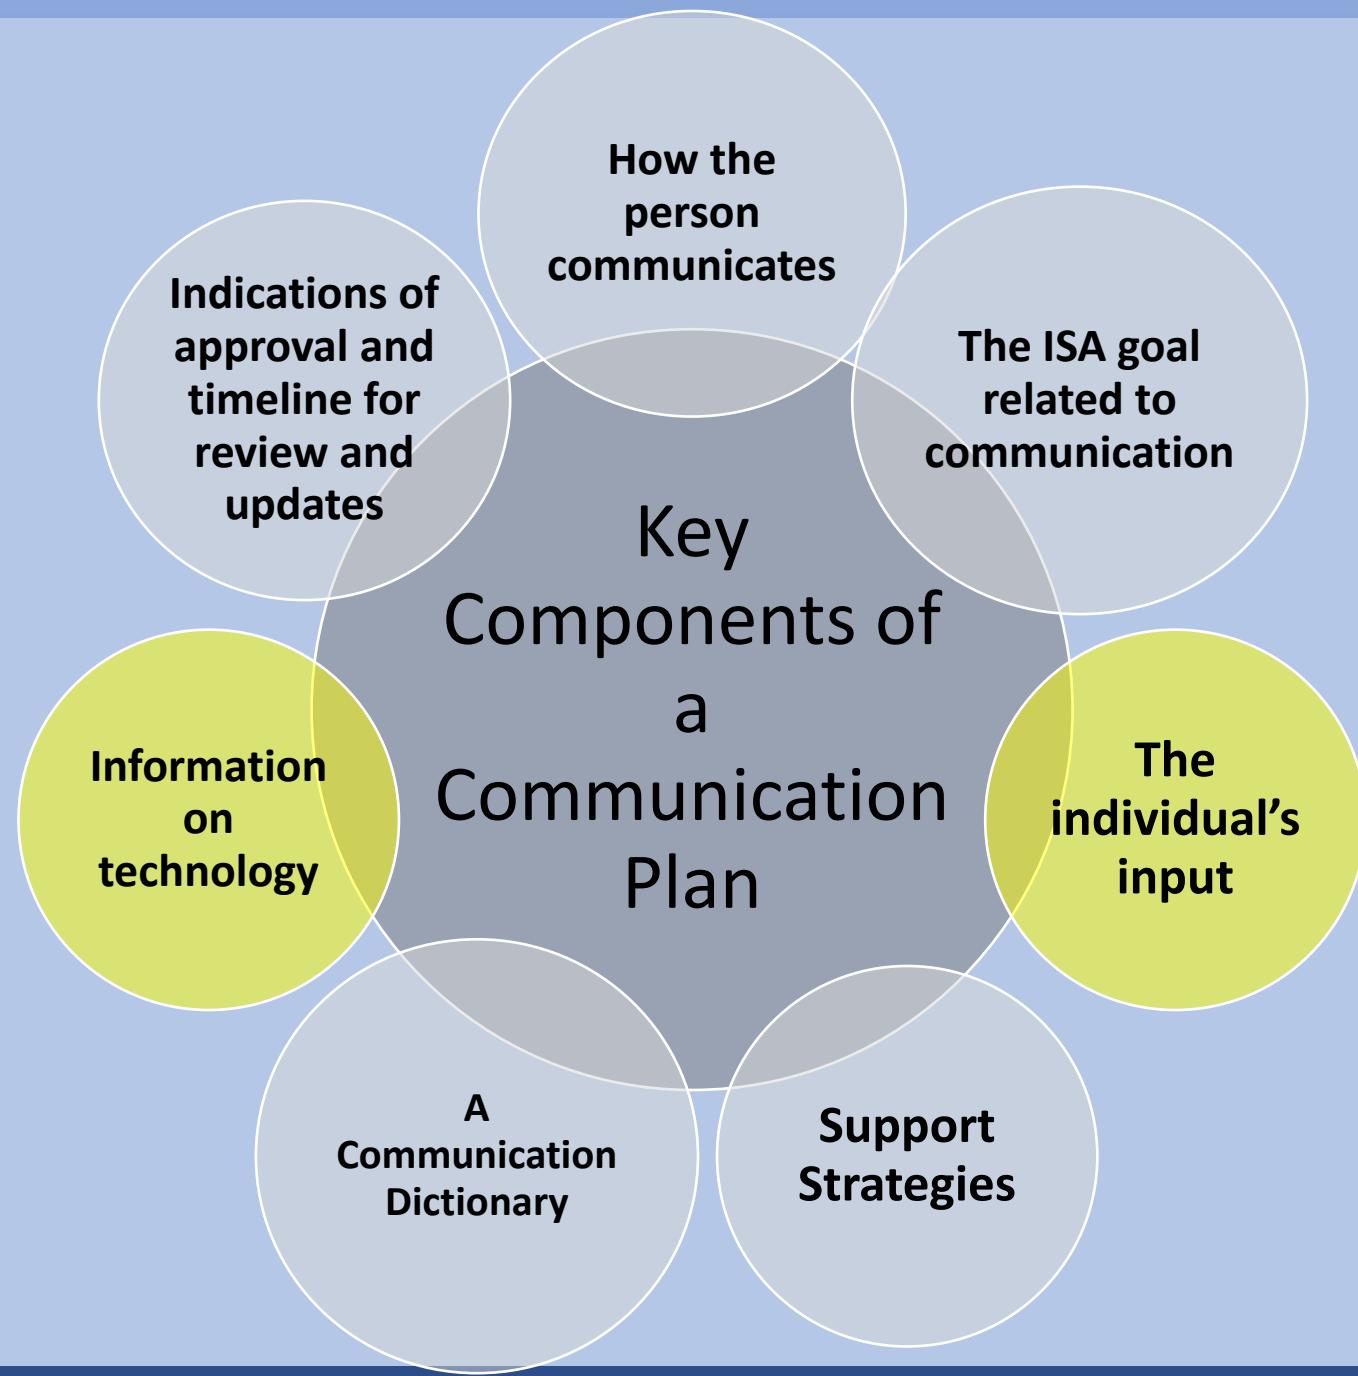 How the
person
communicates
Indications of
approval and
timeline for
review and
updates
The ISA goal
related to
communication
Key
Components of
a
Communication
Plan
Information
on
technology
The
individual’s
input
A
Communication
Dictionary
Support
Strategies